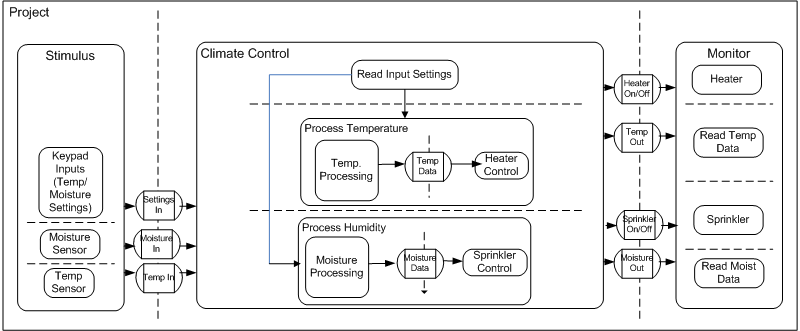 Project
Stimulus
Keypad
Inputs
(Temp/
Moisture
Settings)
Moisture
Sensor
Temp
Sensor
Settings
In
Moisture
In
Temp In
Climate Control
Read Input Settings
Process Temperature
Temp.
Processing
Temp
Data
Heater
Control
Process Humidity
Moisture
Processing
Moisture
Data
Sprinkler
Control
Heater
On/Off
Temp
Out
Sprinkler
On/Off
Moisture
Out
Monitor
Heater
Read Temp
Data
Sprinkler
Read Moist
Data